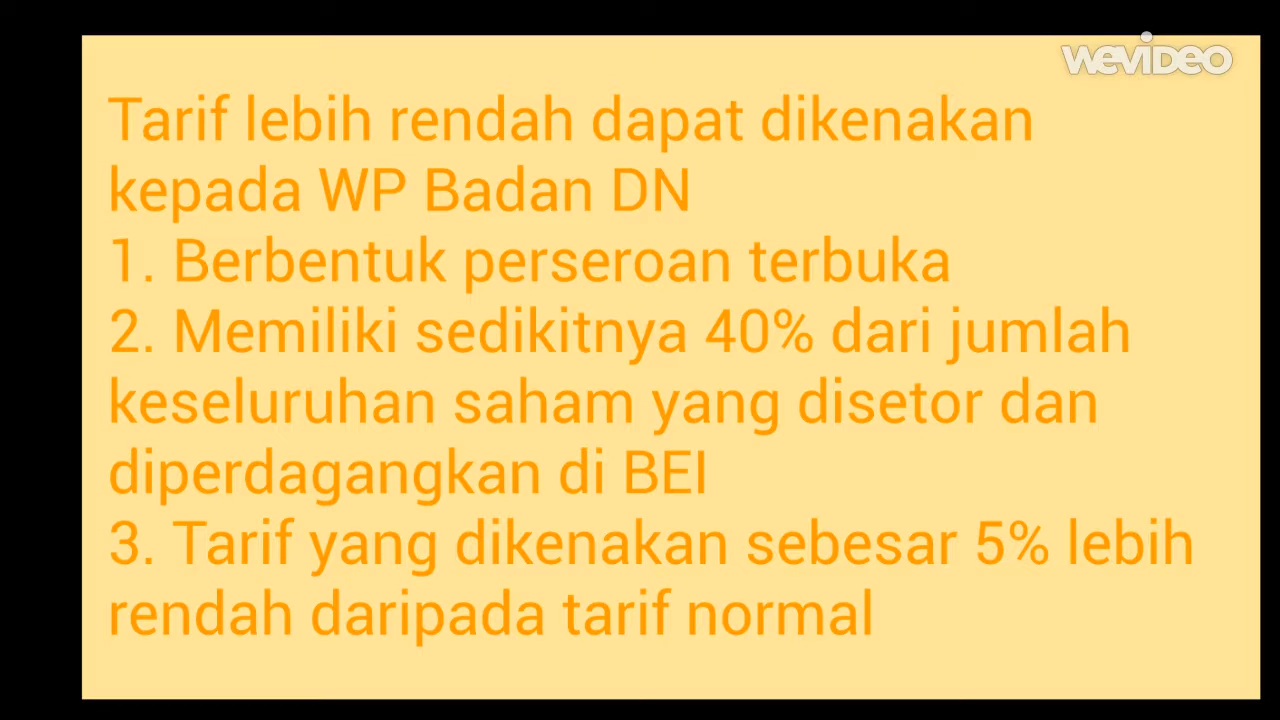 WEVIDEO
Tarif lebih rendah dapat dikenakan
kepada WP Badan DN
1. Berbentuk perseroan terbuka
2. Memiliki sedikitnya 40% dari jumlah
keseluruhan saham yang disetor dan
diperdagangkan di BEI
3. Tarif yang dikenakan sebesar 5% lebih
rendah daripada tarif normal